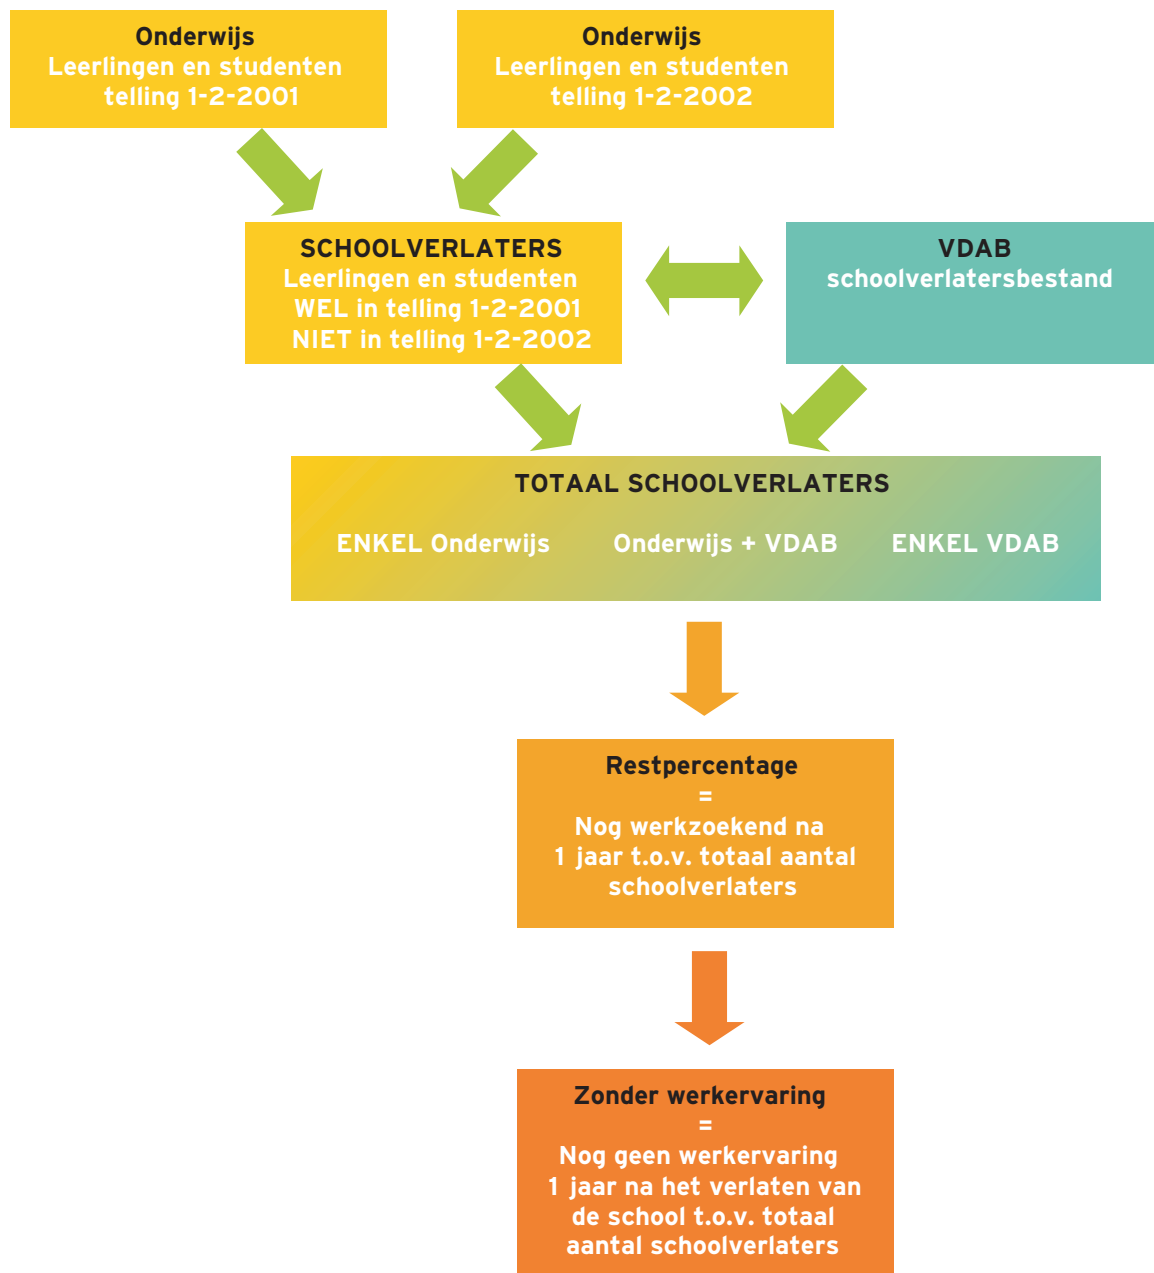 Onderwijs
Leerlingen en studenten
telling 1-2-2001
Onderwijs
Leerlingen en studenten
telling 1-2-2002
SCHOOLVERLATERS
Leerlingen en studenten
WEL in telling 1-2-2001
NIET in telling 1-2-2002
VDAB
schoolverlatersbestand
TOTAAL SCHOOLVERLATERS
ENKEL Onderwijs Onderwijs + VDAB ENKEL VDAB
Restpercentage
=
Nog werkzoekend na
1 jaar t.o.v. totaal aantal
schoolverlaters
Zonder werkervaring
=
Nog geen werkervaring
1 jaar na het verlaten van
de school t.o.v. totaal
aantal schoolverlaters